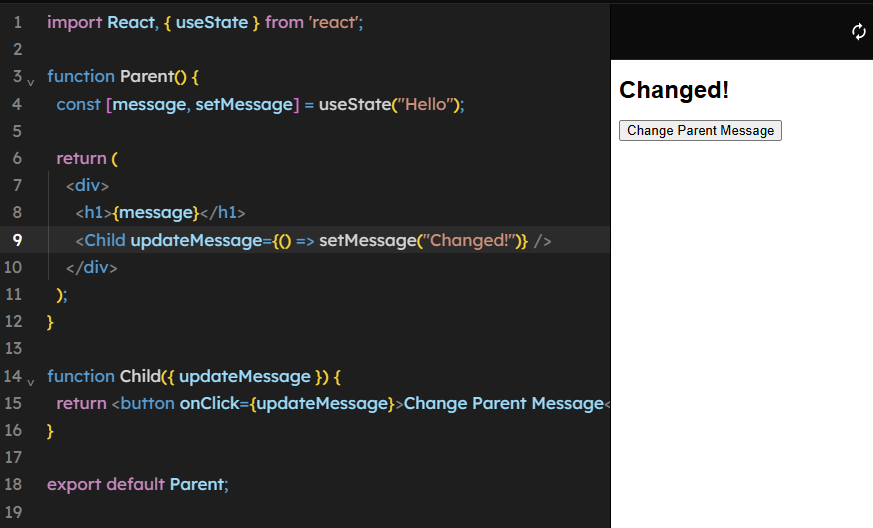 1 import React, { useState } from 'react';
2
3 function Parent() {
4 const [message, setMessage] = useState("Hello");
5
6 return (
7 <div>
8 <h1>{message}</h1>
9 <Child updateMessage={() => setMessage("Changed!")} />
10 </div>
11 );
12 }
13
14 function Child({ updateMessage }) {
15 return <button onClick={updateMessage}>Change Parent Message<
16 }
17
18 export default Parent;
19
Changed!
Change Parent Message